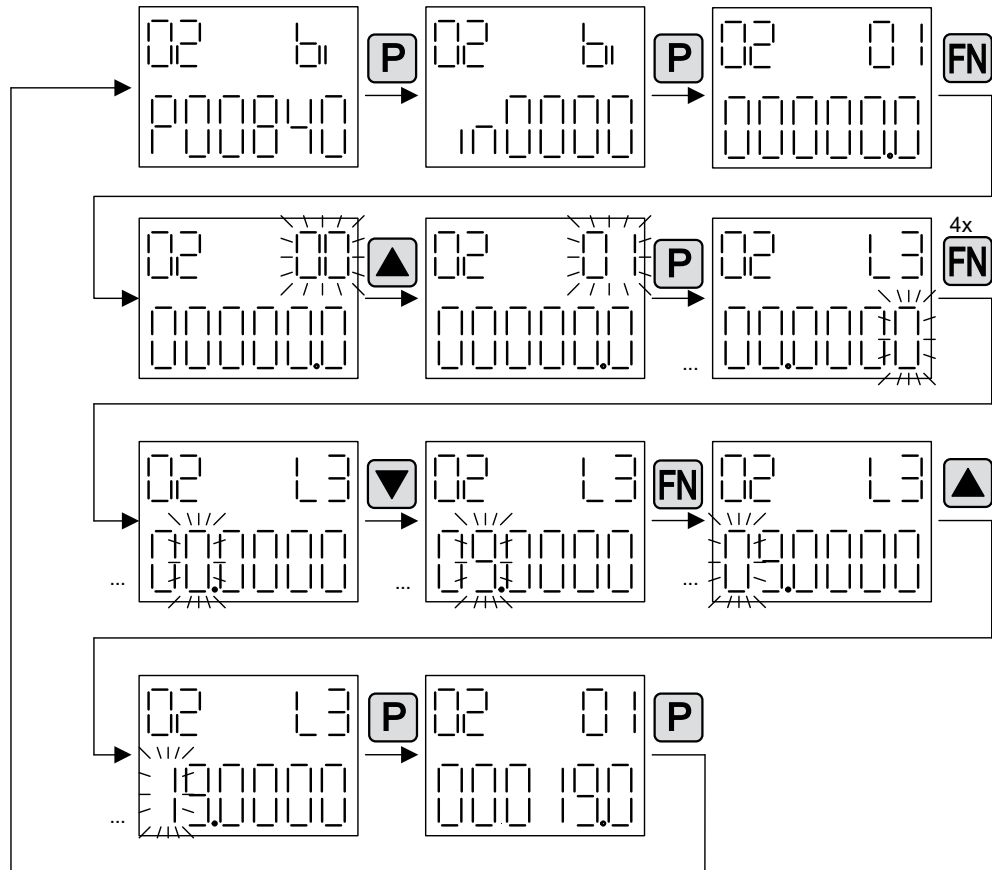 02 bi P 02 bi P 02 01 FN
P00840 in0000 00000.0
4x
02 00 02 01 P 02 L3 FN
00000.0 00000.0 ... 00.0000
02 L3 02 L3 FN 02 L3
... 00.0000 ... 09.0000 ... 09.0000
02 L3 P 02 01 P
... 19.0000 00019.0